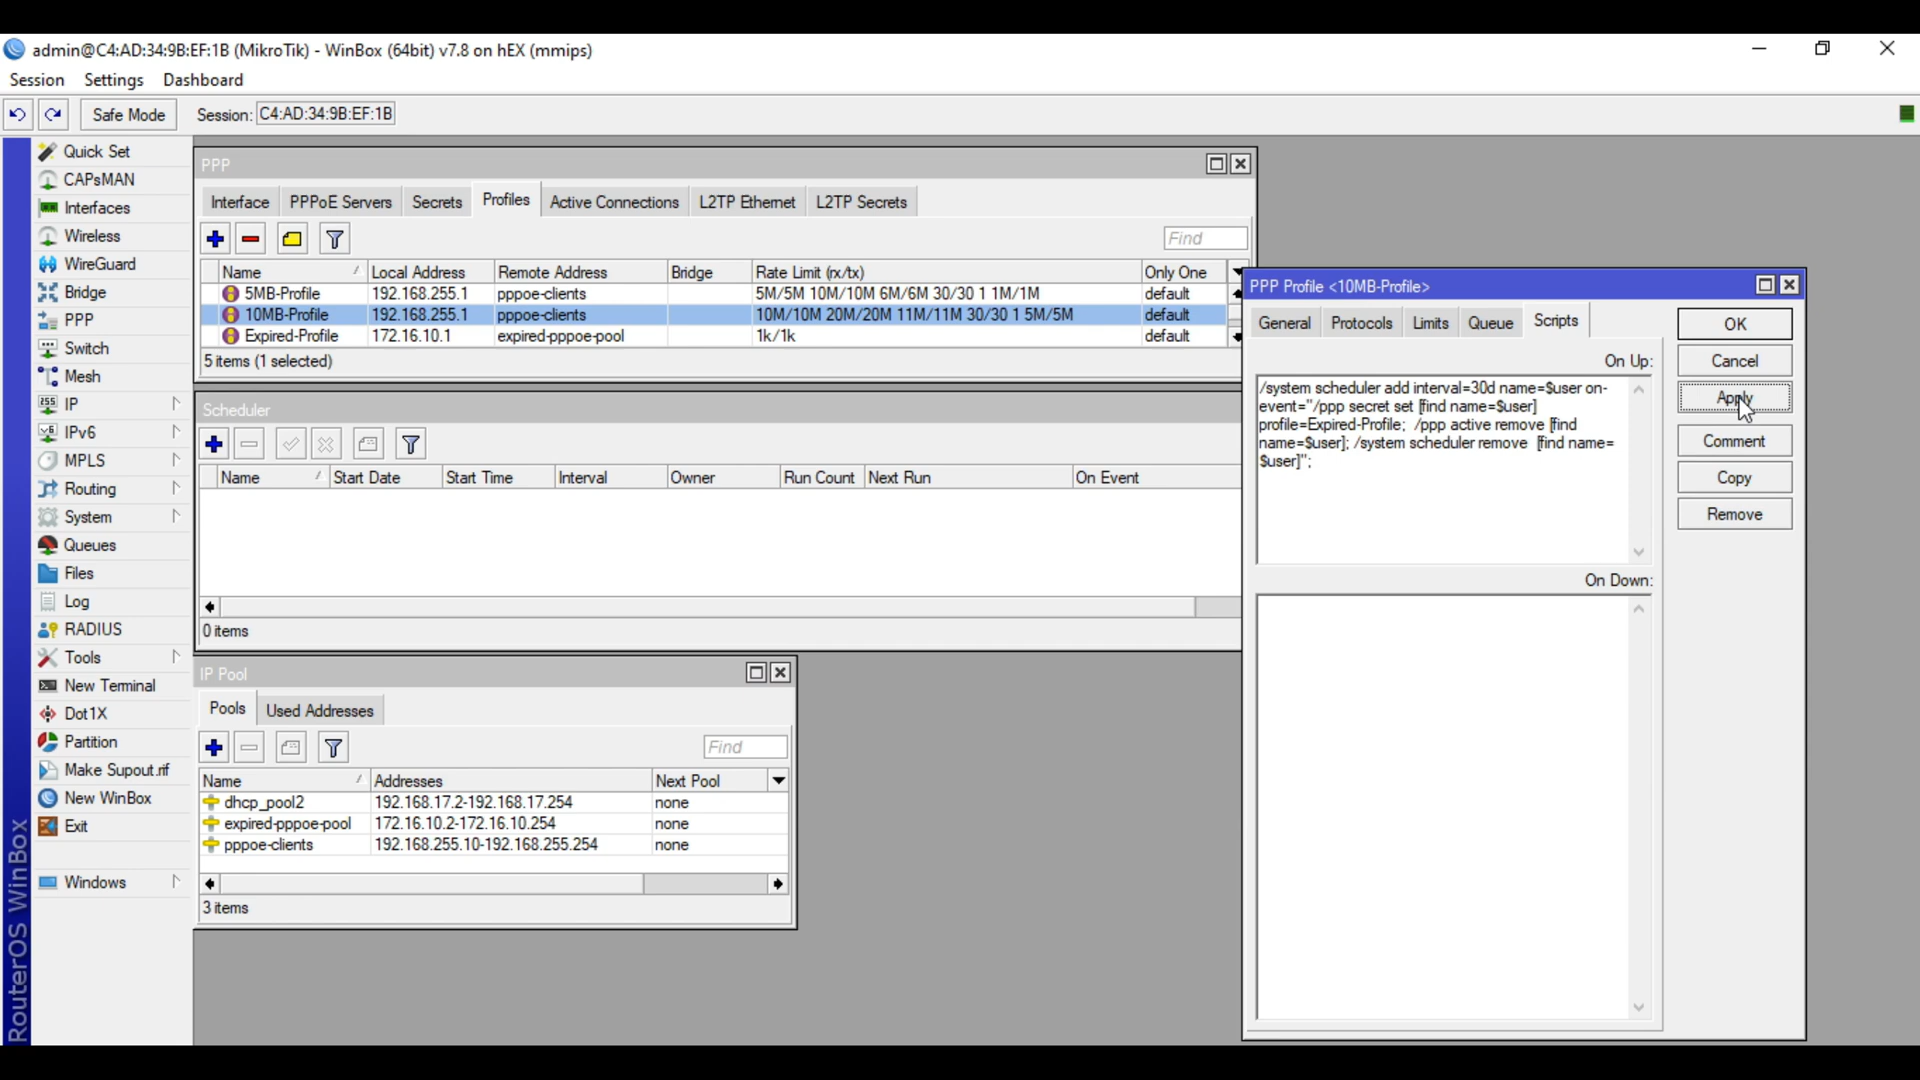 admin@C4:AD:34:9B:EF:1B (MikroTik) - WinBox (64bit) v7.8 on hEX (mmips)
Session Settings Dashboard
Safe Mode Session: C4:AD:34:9B:EF:1B
Quick Set
CAPsMAN
Interfaces
Wireless
WireGuard
Bridge
PPP
Switch
Mesh
IP
IPv6
MPLS
Routing
System
Queues
Files
Log
RADIUS
Tools
New Terminal
Dot1X
Partition
Make Supout.rif
New WinBox
Exit
Windows
RouterOS WinBox
PPP
Interface PPPoE Servers Secrets Profiles Active Connections L2TP Ethernet L2TP Secrets
Find
Name Local Address Remote Address Bridge Rate Limit (rx/tx) Only One
5MB-Profile 192.168.255.1 pppoe-clients 5M/5M 10M/10M 6M/6M 30/30 1 1M/1M default
10MB-Profile 192.168.255.1 pppoe-clients 10M/10M 20M/20M 11M/11M 30/30 1 5M/5M default
Expired-Profile 172.16.10.1 expired-pppoe-pool 1k/1k default
5 items (1 selected)
Scheduler
Name Start Date Start Time Interval Owner Run Count Next Run On Event
0 items
IP Pool
Pools Used Addresses
Find
Name Addresses Next Pool
dhcp_pool2 192.168.17.2-192.168.17.254 none
expired-pppoe-pool 172.16.10.2-172.16.10.254 none
pppoe-clients 192.168.255.10-192.168.255.254 none
3 items
PPP Profile <10MB-Profile>
General Protocols Limits Queue Scripts
On Up:
/system scheduler add interval=30d name=$user on-
event="/ppp secret set [find name=$user]
profile=Expired-Profile; /ppp active remove [find
name=$user]; /system scheduler remove [find name=
$user]";
On Down:
OK
Cancel
Apply
Comment
Copy
Remove